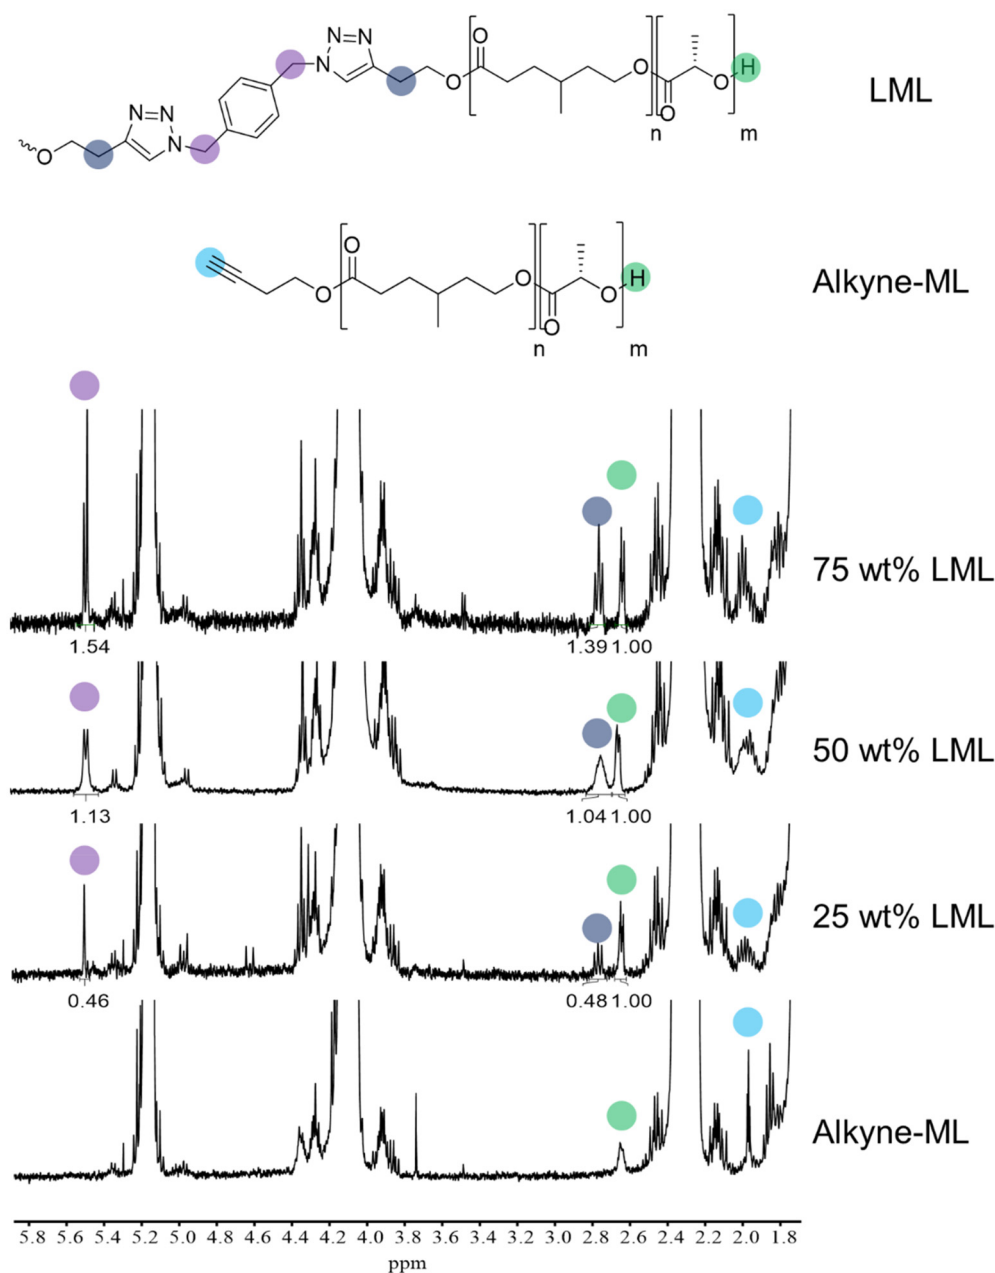 N=N
N
O
O
H
LML
N=N
N
O
O
O
n
m
O
O
O
H
Alkyne-ML
O
O
O
n
m
75 wt% LML
1.54
1.39 1.00
50 wt% LML
1.13
1.04 1.00
25 wt% LML
0.46
0.48 1.00
Alkyne-ML
5.8 5.6 5.4 5.2 5.0 4.8 4.6 4.4 4.2 4.0 3.8 3.6 3.4 3.2 3.0 2.8 2.6 2.4 2.2 2.0 1.8
ppm